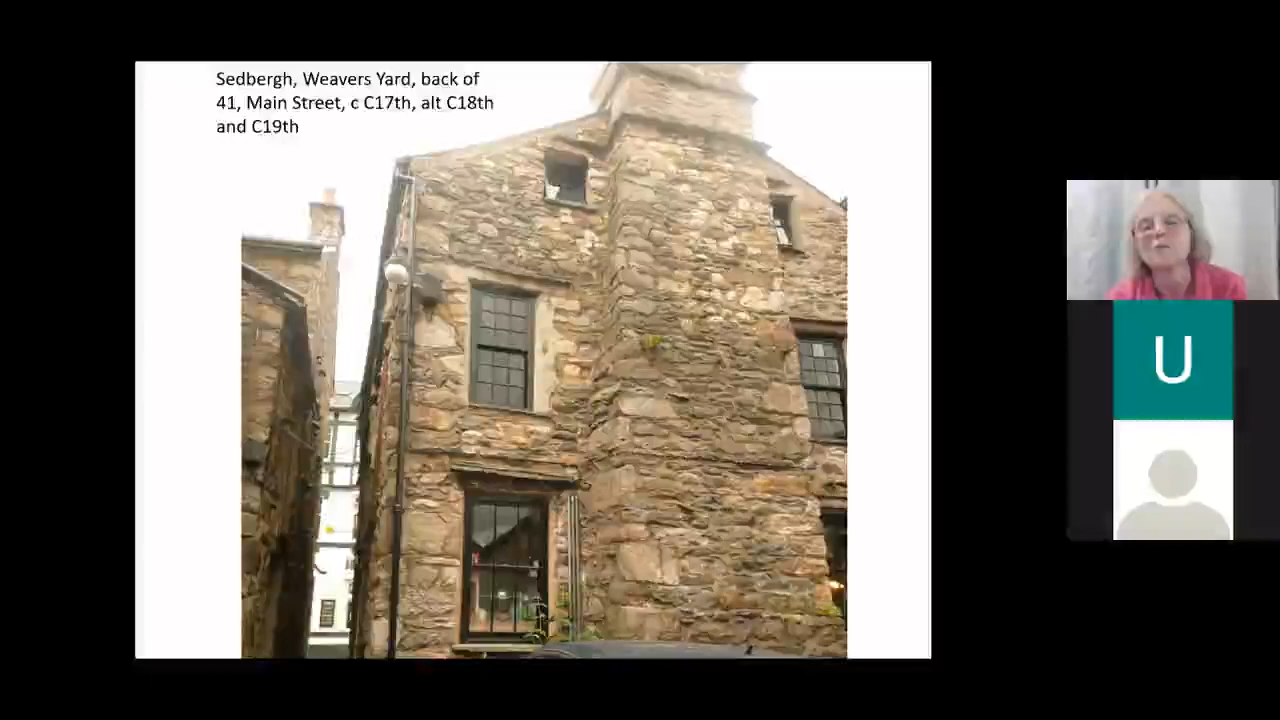 Sedbergh, Weavers Yard, back of
41, Main Street, c C17th, alt C18th
and C19th
U